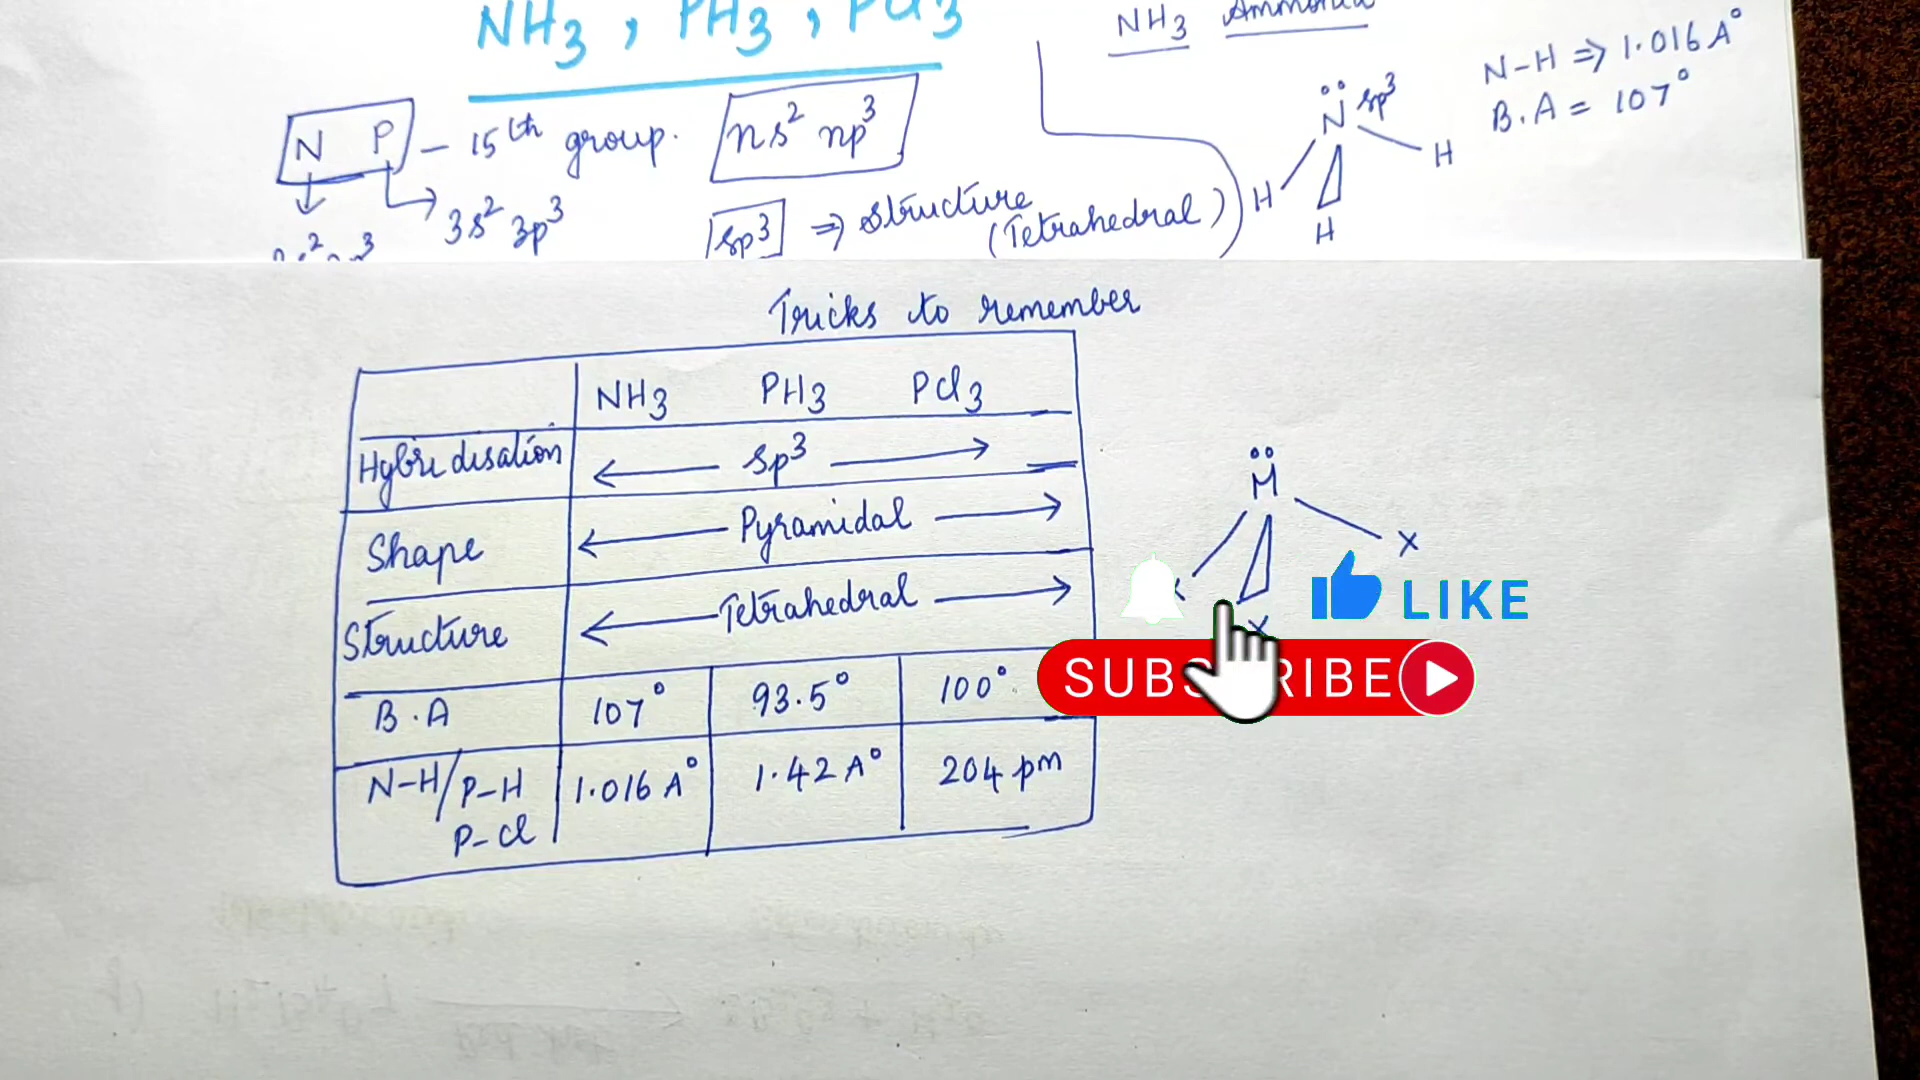 NH3, PH3, PCl3
NH3 Ammonia
N-H ⇒ 1.016 A°
B.A = 107°
N P - 15th group. ns² np³
3s² 3p³
sp³ ⇒ Structure
(Tetrahedral)
N sp³
H
H
H
Tricks to remember
NH3 PH3 PCl3
Hybridisation sp³
Shape Pyramidal
Structure Tetrahedral
B.A 107° 93.5° 100°
N-H/P-H 1.016 A° 1.42 A° 204 pm
P-Cl
M
X
X
LIKE
SUBSCRIBE